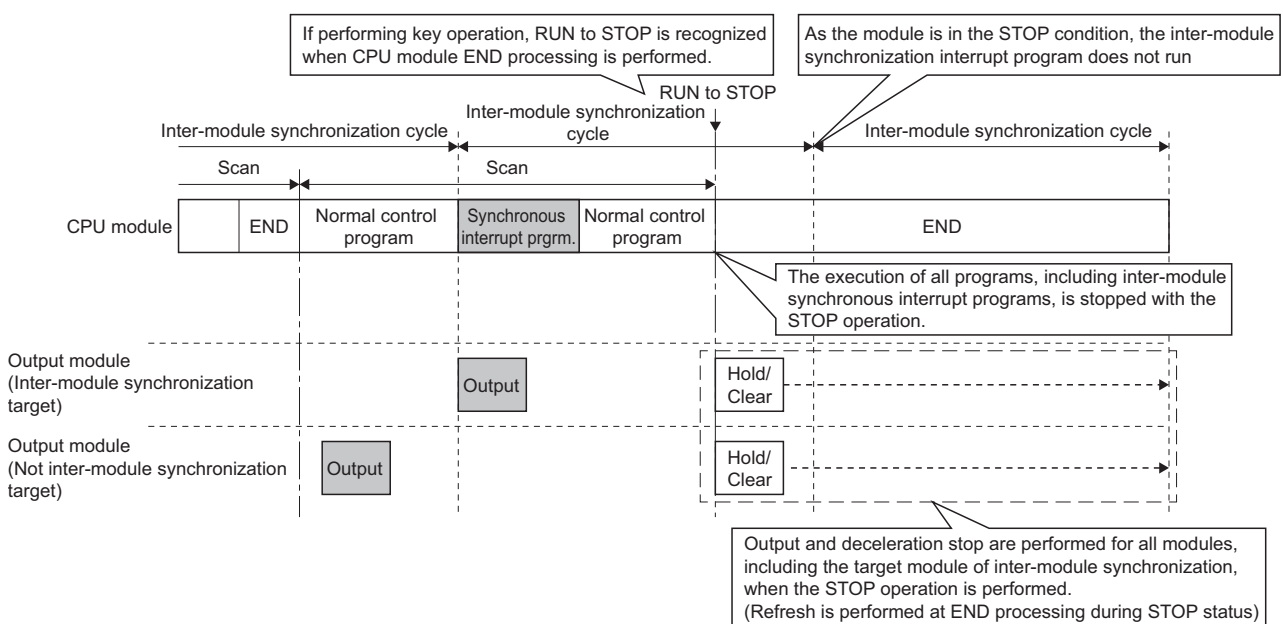 If performing key operation, RUN to STOP is recognized
when CPU module END processing is performed.
As the module is in the STOP condition, the inter-module
synchronization interrupt program does not run
RUN to STOP
Inter-module synchronization cycle
Inter-module synchronization
cycle
Inter-module synchronization cycle
Scan
Scan
CPU module
END
Normal control
program
Synchronous
interrupt prgrm.
Normal control
program
END
The execution of all programs, including inter-module
synchronous interrupt programs, is stopped with the
STOP operation.
Output module
(Inter-module synchronization
target)
Output
Hold/
Clear
Output module
(Not inter-module synchronization
target)
Output
Hold/
Clear
Output and deceleration stop are performed for all modules,
including the target module of inter-module synchronization,
when the STOP operation is performed.
(Refresh is performed at END processing during STOP status)